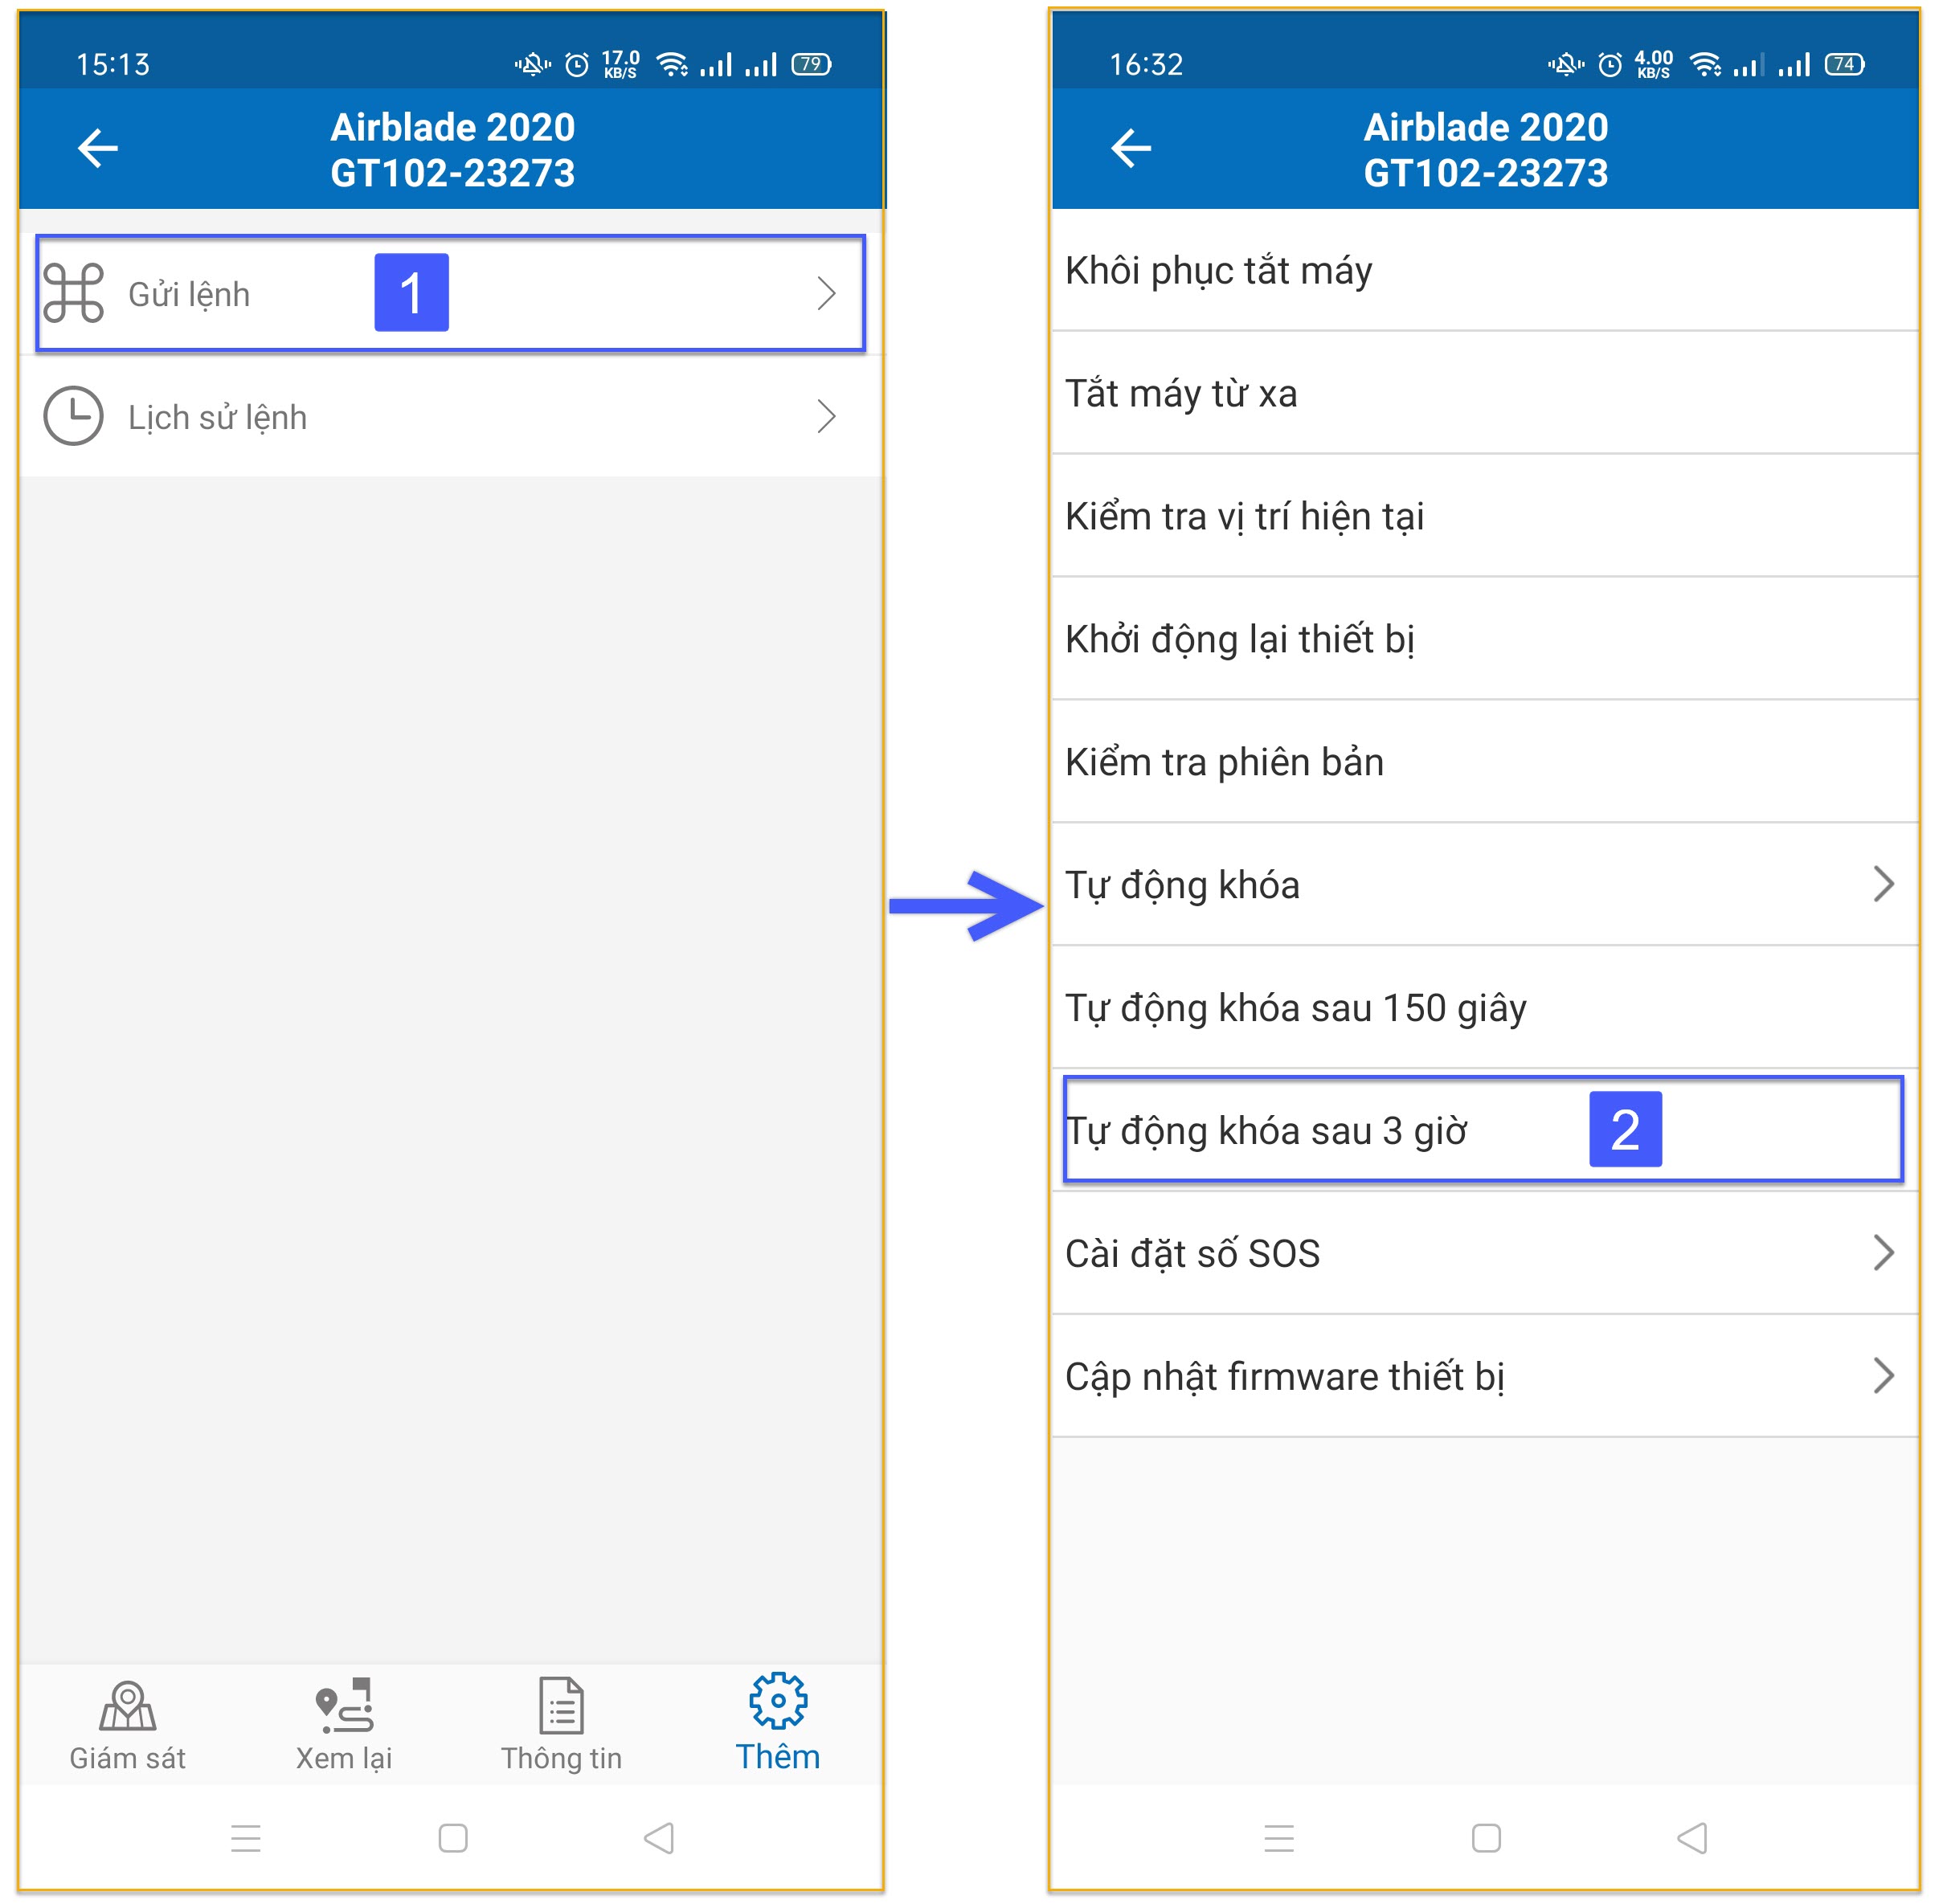 15:13
17.0
KB/S
79
Airblade 2020
GT102-23273
Gửi lệnh
1
Lịch sử lệnh
Giám sát
Xem lại
Thông tin
Thêm
16:32
4.00
KB/S
74
Airblade 2020
GT102-23273
Khôi phục tắt máy
Tắt máy từ xa
Kiểm tra vị trí hiện tại
Khởi động lại thiết bị
Kiểm tra phiên bản
Tự động khóa
Tự động khóa sau 150 giây
Tự động khóa sau 3 giờ
2
Cài đặt số SOS
Cập nhật firmware thiết bị